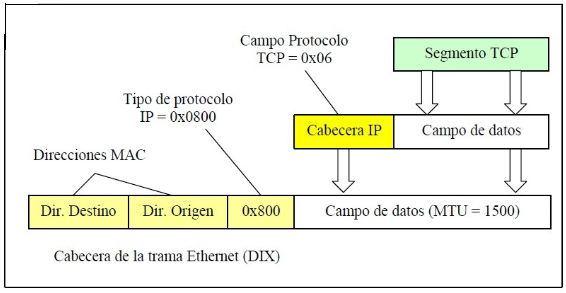 Campo Protocolo
TCP = 0x06
Segmento TCP
Tipo de protocolo
IP = 0x0800
Cabecera IP
Campo de datos
Direcciones MAC
Dir. Destino
Dir. Origen
0x800
Campo de datos (MTU = 1500)
Cabecera de la trama Ethernet (DIX)